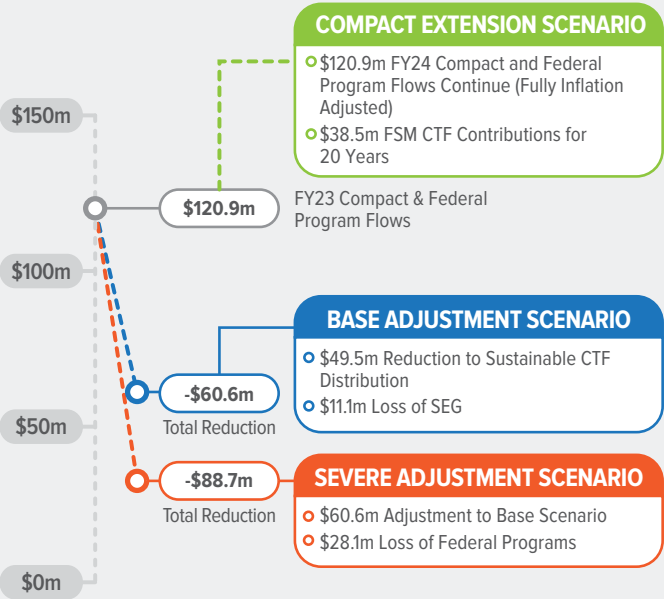 COMPACT EXTENSION SCENARIO
$120.9m FY24 Compact and Federal
Program Flows Continue (Fully Inflation
Adjusted)
$38.5m FSM CTF Contributions for
20 Years
$150m
$120.9m
FY23 Compact & Federal
Program Flows
$100m
BASE ADJUSTMENT SCENARIO
$49.5m Reduction to Sustainable CTF
Distribution
$11.1m Loss of SEG
-$60.6m
Total Reduction
$50m
SEVERE ADJUSTMENT SCENARIO
$60.6m Adjustment to Base Scenario
$28.1m Loss of Federal Programs
-$88.7m
Total Reduction
$0m